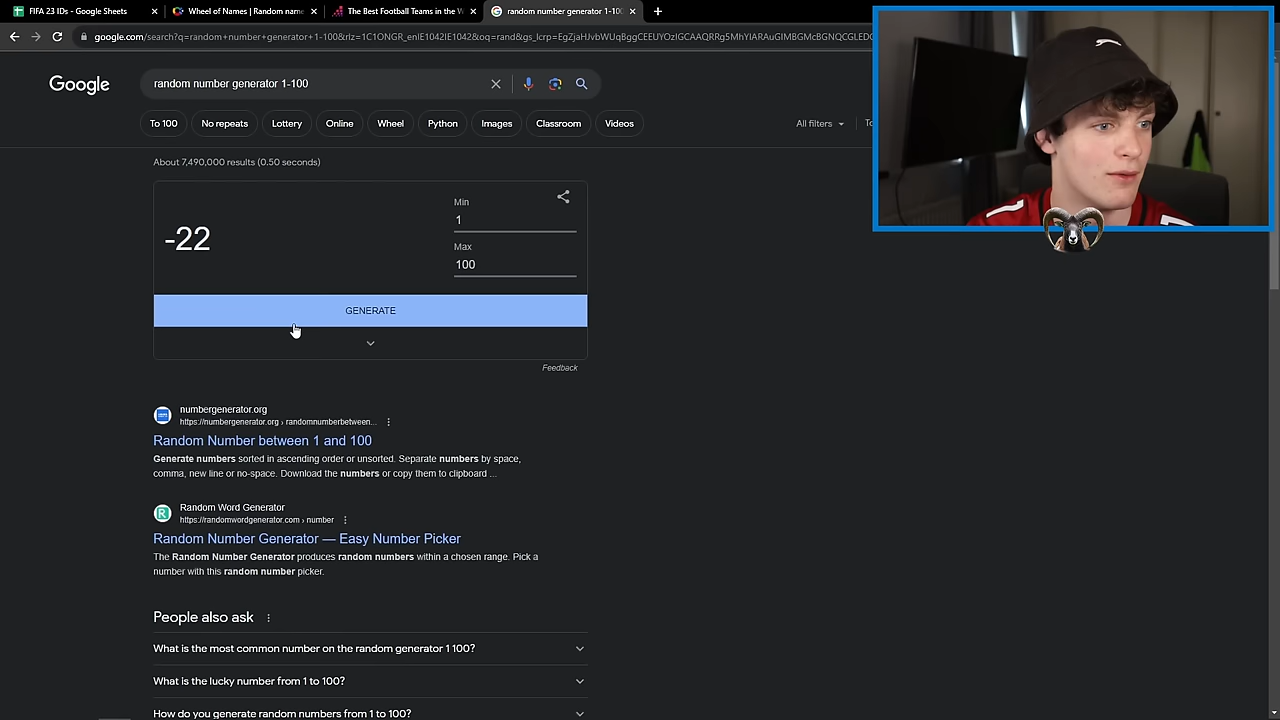 FIFA 23 IDs - Google Sheets
Wheel of Names | Random name
The Best Football Teams in the W
random number generator 1-100
google.com/search?q=random+number+generator+1-100&rlz=1C1ONGR_enIE1042IE1042&oq=rand&gs_lcrp=EgZjaHJvbWUqBggCEEUYOzIGCAAQRRg5MhYIARAuGIMBGMcBGNQCGLEDG
Google
random number generator 1-100
To 100
No repeats
Lottery
Online
Wheel
Python
Images
Classroom
Videos
All filters
About 7,490,000 results (0.50 seconds)
-22
Min
1
Max
100
GENERATE
Feedback
numbergenerator.org
https://numbergenerator.org › randomnumberbetween...
Random Number between 1 and 100
Generate numbers sorted in ascending order or unsorted. Separate numbers by space,
comma, new line or no-space. Download the numbers or copy them to clipboard ...
Random Word Generator
https://randomwordgenerator.com › number
Random Number Generator — Easy Number Picker
The Random Number Generator produces random numbers within a chosen range. Pick a
number with this random number picker.
People also ask
What is the most common number on the random generator 1 100?
What is the lucky number from 1 to 100?
How do you generate random numbers from 1 to 100?